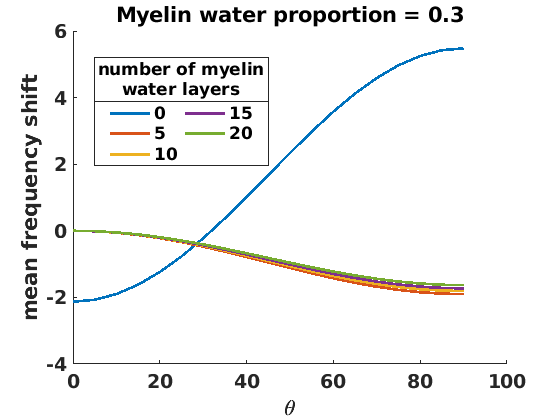 Myelin water proportion = 0.3
6
4
2
0
-2
-4
mean frequency shift
number of myelin
water layers
0 15
5 20
10
0 20 40 60 80 100
θ